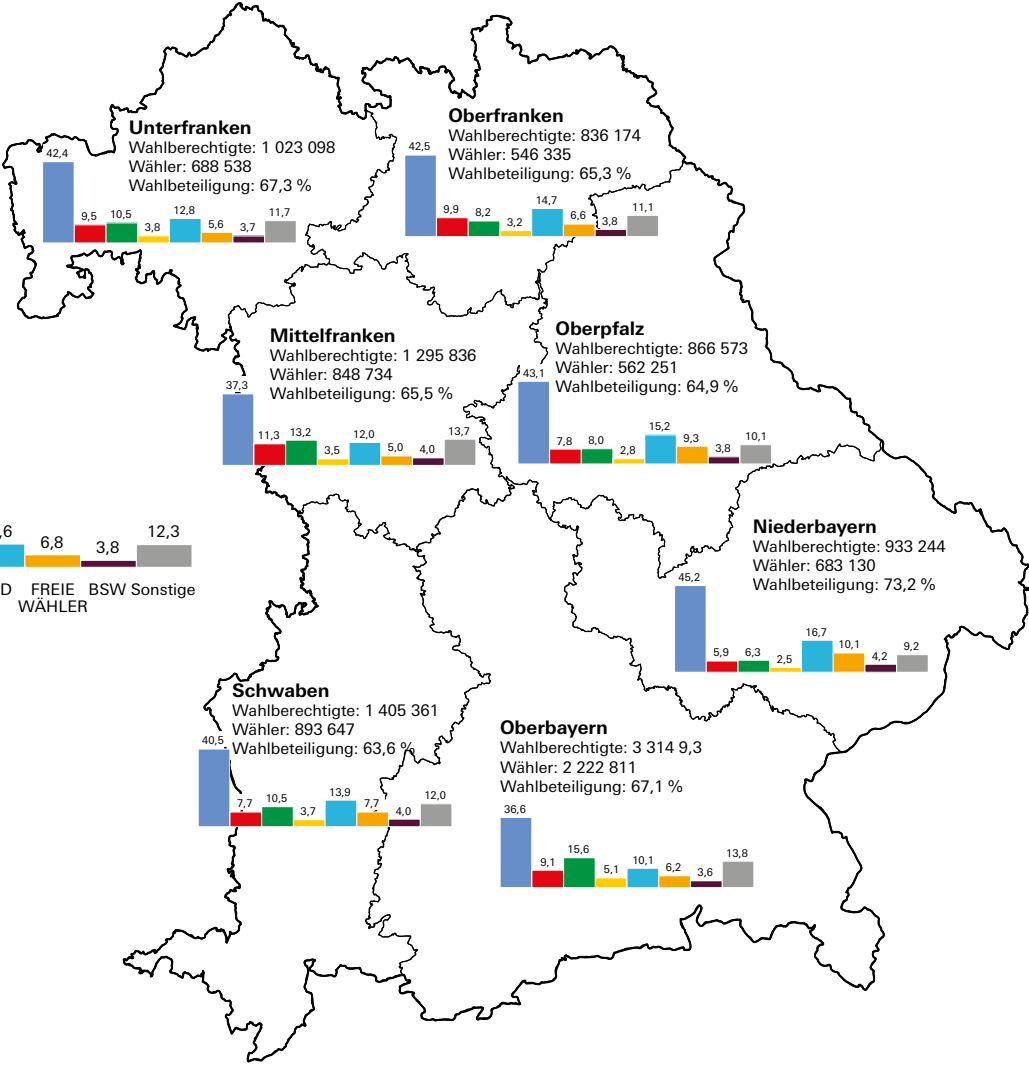 Unterfranken
Wahlberechtigte: 1 023 098
Wähler: 688 538
Wahlbeteiligung: 67,3 %
42,4
9,5
10,5
3,8
12,8
5,6
3,7
11,7
Oberfranken
Wahlberechtigte: 836 174
Wähler: 546 335
Wahlbeteiligung: 65,3 %
42,5
9,9
8,2
3,2
14,7
6,6
3,8
11,1
Mittelfranken
Wahlberechtigte: 1 295 836
Wähler: 848 734
Wahlbeteiligung: 65,5 %
37,3
11,3
13,2
3,5
12,0
5,0
4,0
13,7
Oberpfalz
Wahlberechtigte: 866 573
Wähler: 562 251
Wahlbeteiligung: 64,9 %
43,1
7,8
8,0
2,8
15,2
9,3
3,8
10,1
,6
6,8
3,8
12,3
D FREIE BSW Sonstige
WÄHLER
Niederbayern
Wahlberechtigte: 933 244
Wähler: 683 130
Wahlbeteiligung: 73,2 %
45,2
5,9
6,3
2,5
16,7
10,1
4,2
9,2
Schwaben
Wahlberechtigte: 1 405 361
Wähler: 893 647
Wahlbeteiligung: 63,6 %
40,5
7,7
10,5
3,7
13,9
7,7
4,0
12,0
Oberbayern
Wahlberechtigte: 3 314 9,3
Wähler: 2 222 811
Wahlbeteiligung: 67,1 %
36,6
9,1
15,6
5,1
10,1
6,2
3,6
13,8